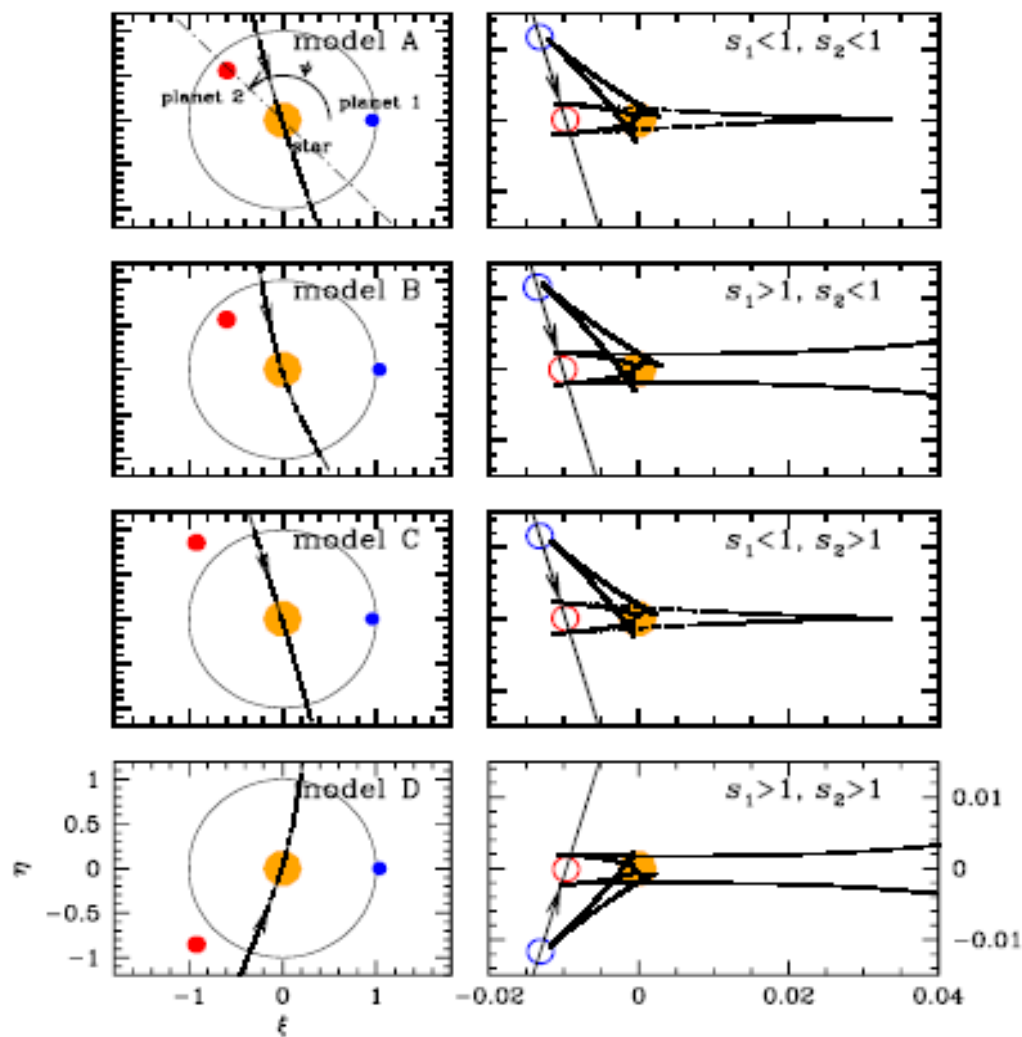 model A
ψ
planet 2
planet 1
star
s₁<1, s₂<1
model B
s₁>1, s₂<1
model C
s₁<1, s₂>1
model D
s₁>1, s₂>1
1
0.5
0
−0.5
−1
η
0.01
0
−0.01
−1
0
1
−0.02
0
0.02
0.04
ξ